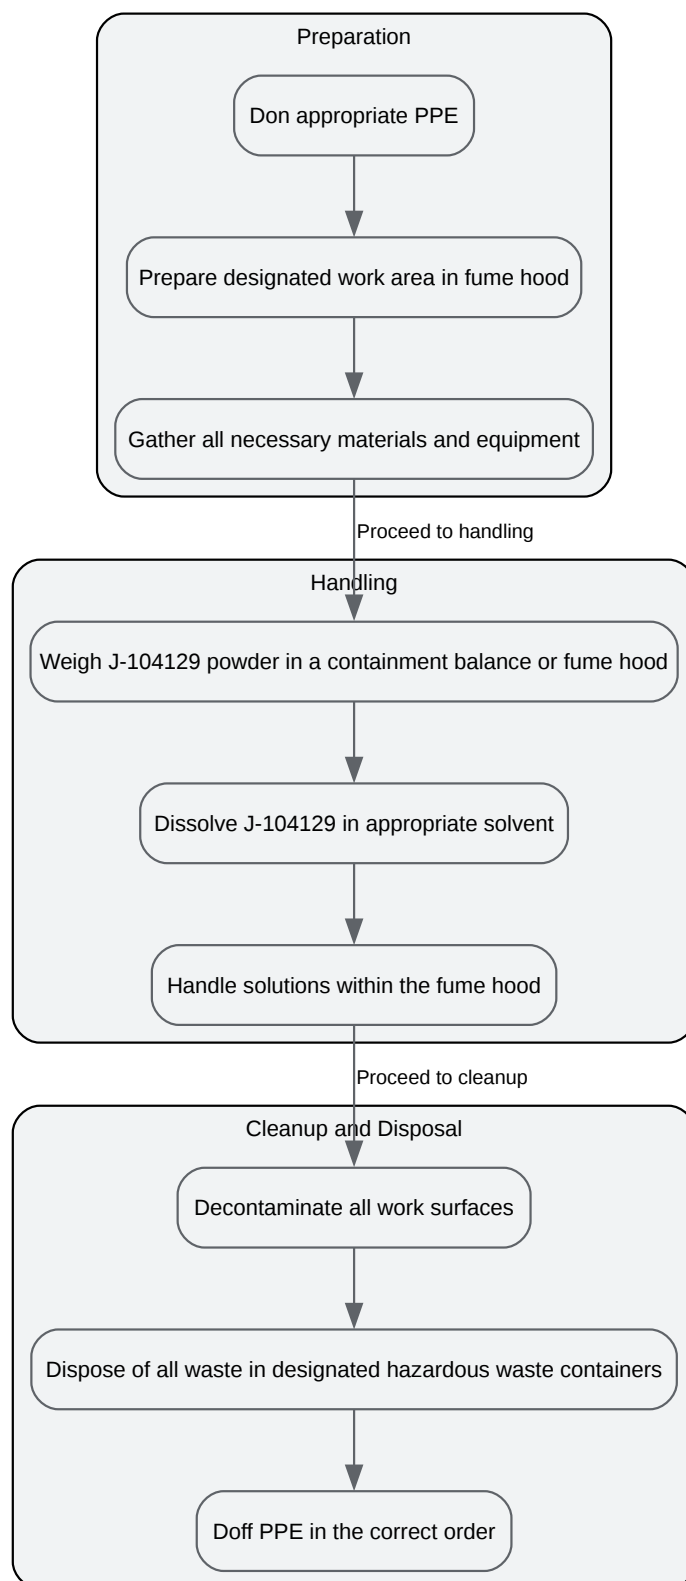 Preparation
Don appropriate PPE
Prepare designated work area in fume hood
Gather all necessary materials and equipment
Proceed to handling
Handling
Weigh J-104129 powder in a containment balance or fume hood
Dissolve J-104129 in appropriate solvent
Handle solutions within the fume hood
Proceed to cleanup
Cleanup and Disposal
Decontaminate all work surfaces
Dispose of all waste in designated hazardous waste containers
Doff PPE in the correct order